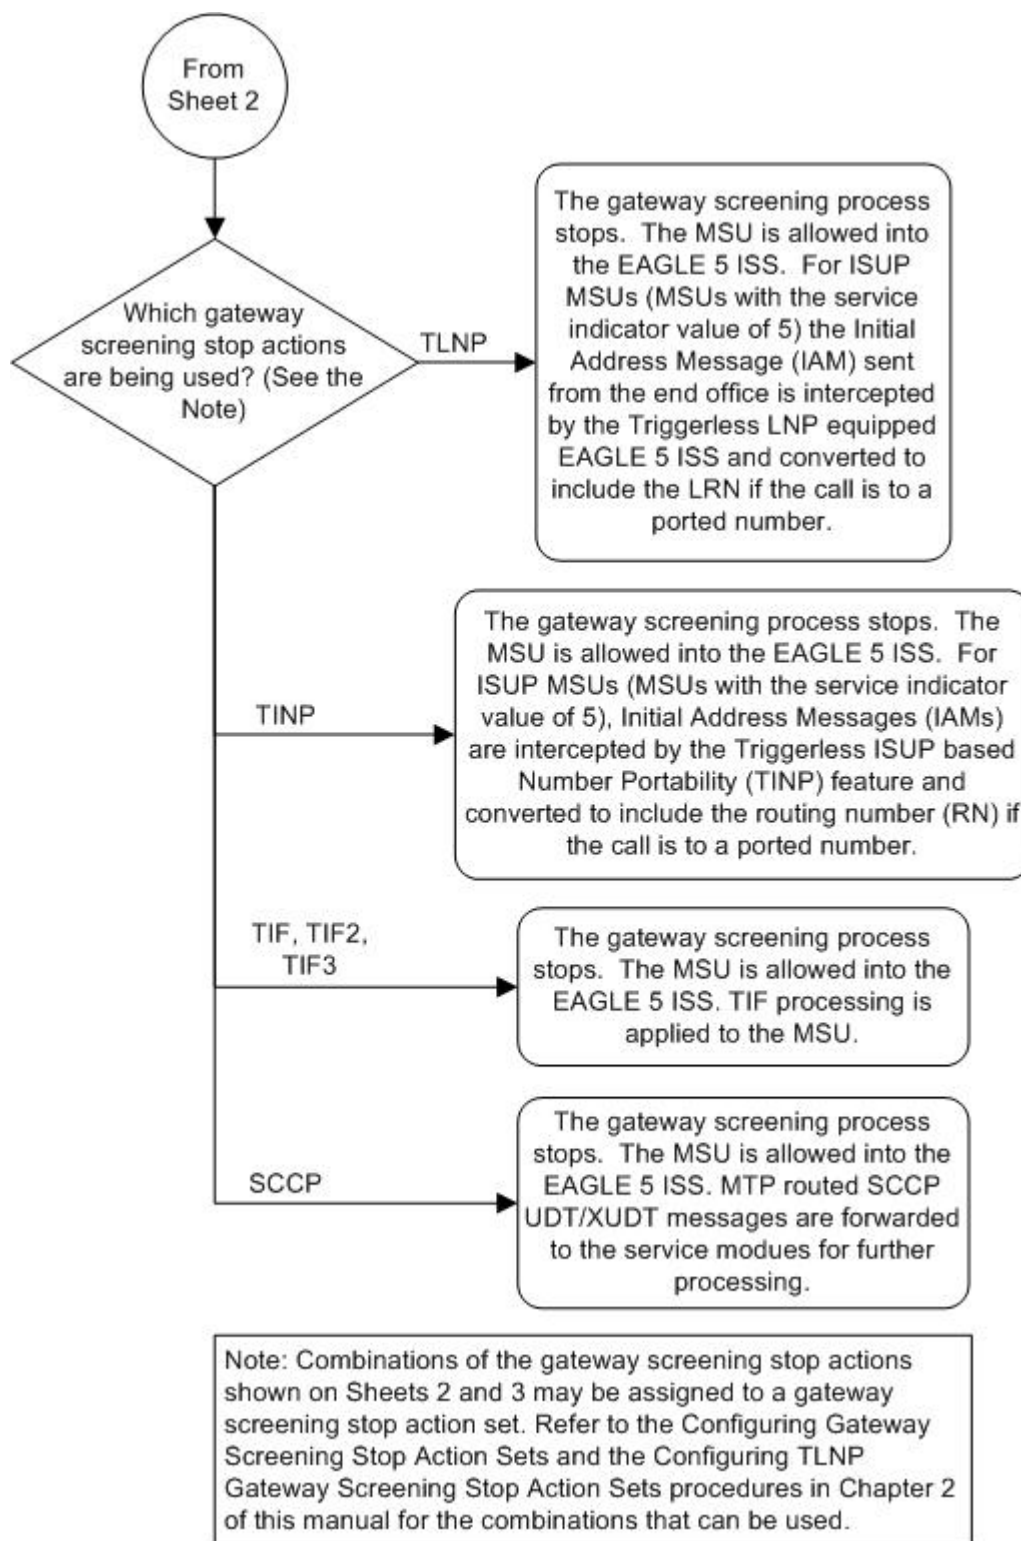 From
Sheet 2
Which gateway
screening stop actions
are being used? (See the
Note)
TLNP
The gateway screening process
stops. The MSU is allowed into
the EAGLE 5 ISS. For ISUP
MSUs (MSUs with the service
indicator value of 5) the Initial
Address Message (IAM) sent
from the end office is intercepted
by the Triggerless LNP equipped
EAGLE 5 ISS and converted to
include the LRN if the call is to a
ported number.
TINP
The gateway screening process stops. The
MSU is allowed into the EAGLE 5 ISS. For
ISUP MSUs (MSUs with the service indicator
value of 5), Initial Address Messages (IAMs)
are intercepted by the Triggerless ISUP based
Number Portability (TINP) feature and
converted to include the routing number (RN) if
the call is to a ported number.
TIF, TIF2,
TIF3
The gateway screening process
stops. The MSU is allowed into the
EAGLE 5 ISS. TIF processing is
applied to the MSU.
SCCP
The gateway screening process
stops. The MSU is allowed into the
EAGLE 5 ISS. MTP routed SCCP
UDT/XUDT messages are forwarded
to the service modues for further
processing.
Note: Combinations of the gateway screening stop actions
shown on Sheets 2 and 3 may be assigned to a gateway
screening stop action set. Refer to the Configuring Gateway
Screening Stop Action Sets and the Configuring TLNP
Gateway Screening Stop Action Sets procedures in Chapter 2
of this manual for the combinations that can be used.